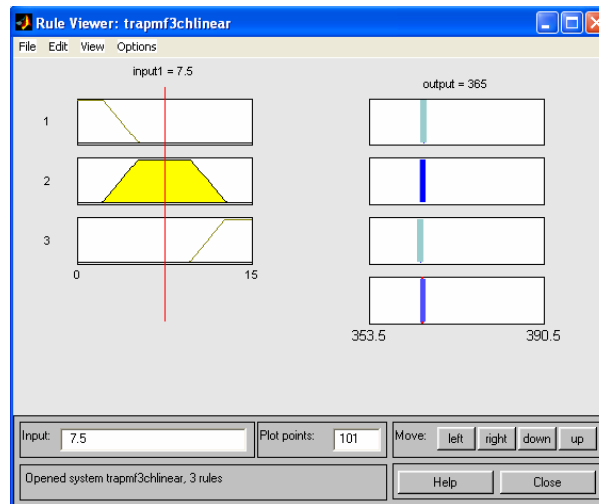 Rule Viewer: trapmf3chlinear
File Edit View Options
input1 = 7.5
output = 365
1
2
3
0 15
353.5 390.5
Input: 7.5 Plot points: 101 Move: left right down up
Opened system trapmf3chlinear, 3 rules Help Close